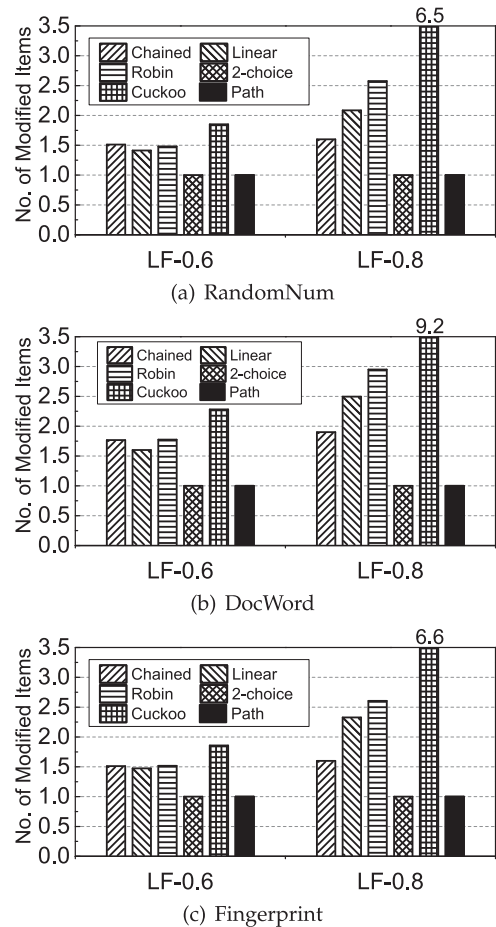 6.5
No. of Modified Items
3.5
3.0
2.5
2.0
1.5
1.0
0.5
0.0
Chained Linear
Robin 2-choice
Cuckoo Path
LF-0.6 LF-0.8
(a) RandomNum
9.2
No. of Modified Items
3.5
3.0
2.5
2.0
1.5
1.0
0.5
0.0
Chained Linear
Robin 2-choice
Cuckoo Path
LF-0.6 LF-0.8
(b) DocWord
6.6
No. of Modified Items
3.5
3.0
2.5
2.0
1.5
1.0
0.5
0.0
Chained Linear
Robin 2-choice
Cuckoo Path
LF-0.6 LF-0.8
(c) Fingerprint